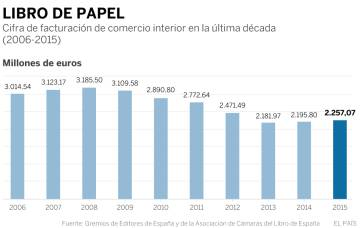 LIBRO DE PAPEL
Cifra de facturación de comercio interior en la última década
(2006-2015)
Millones de euros
3.014,54 3.123,17 3.185,50 3.109,58 2.890,80 2.772,64 2.471,49 2.181,97 2.195,80 2.257,07
2006 2007 2008 2009 2010 2011 2012 2013 2014 2015
Fuente: Gremios de Editores de España y de la Asociacion de Cámaras del Libro de España EL PAÍS